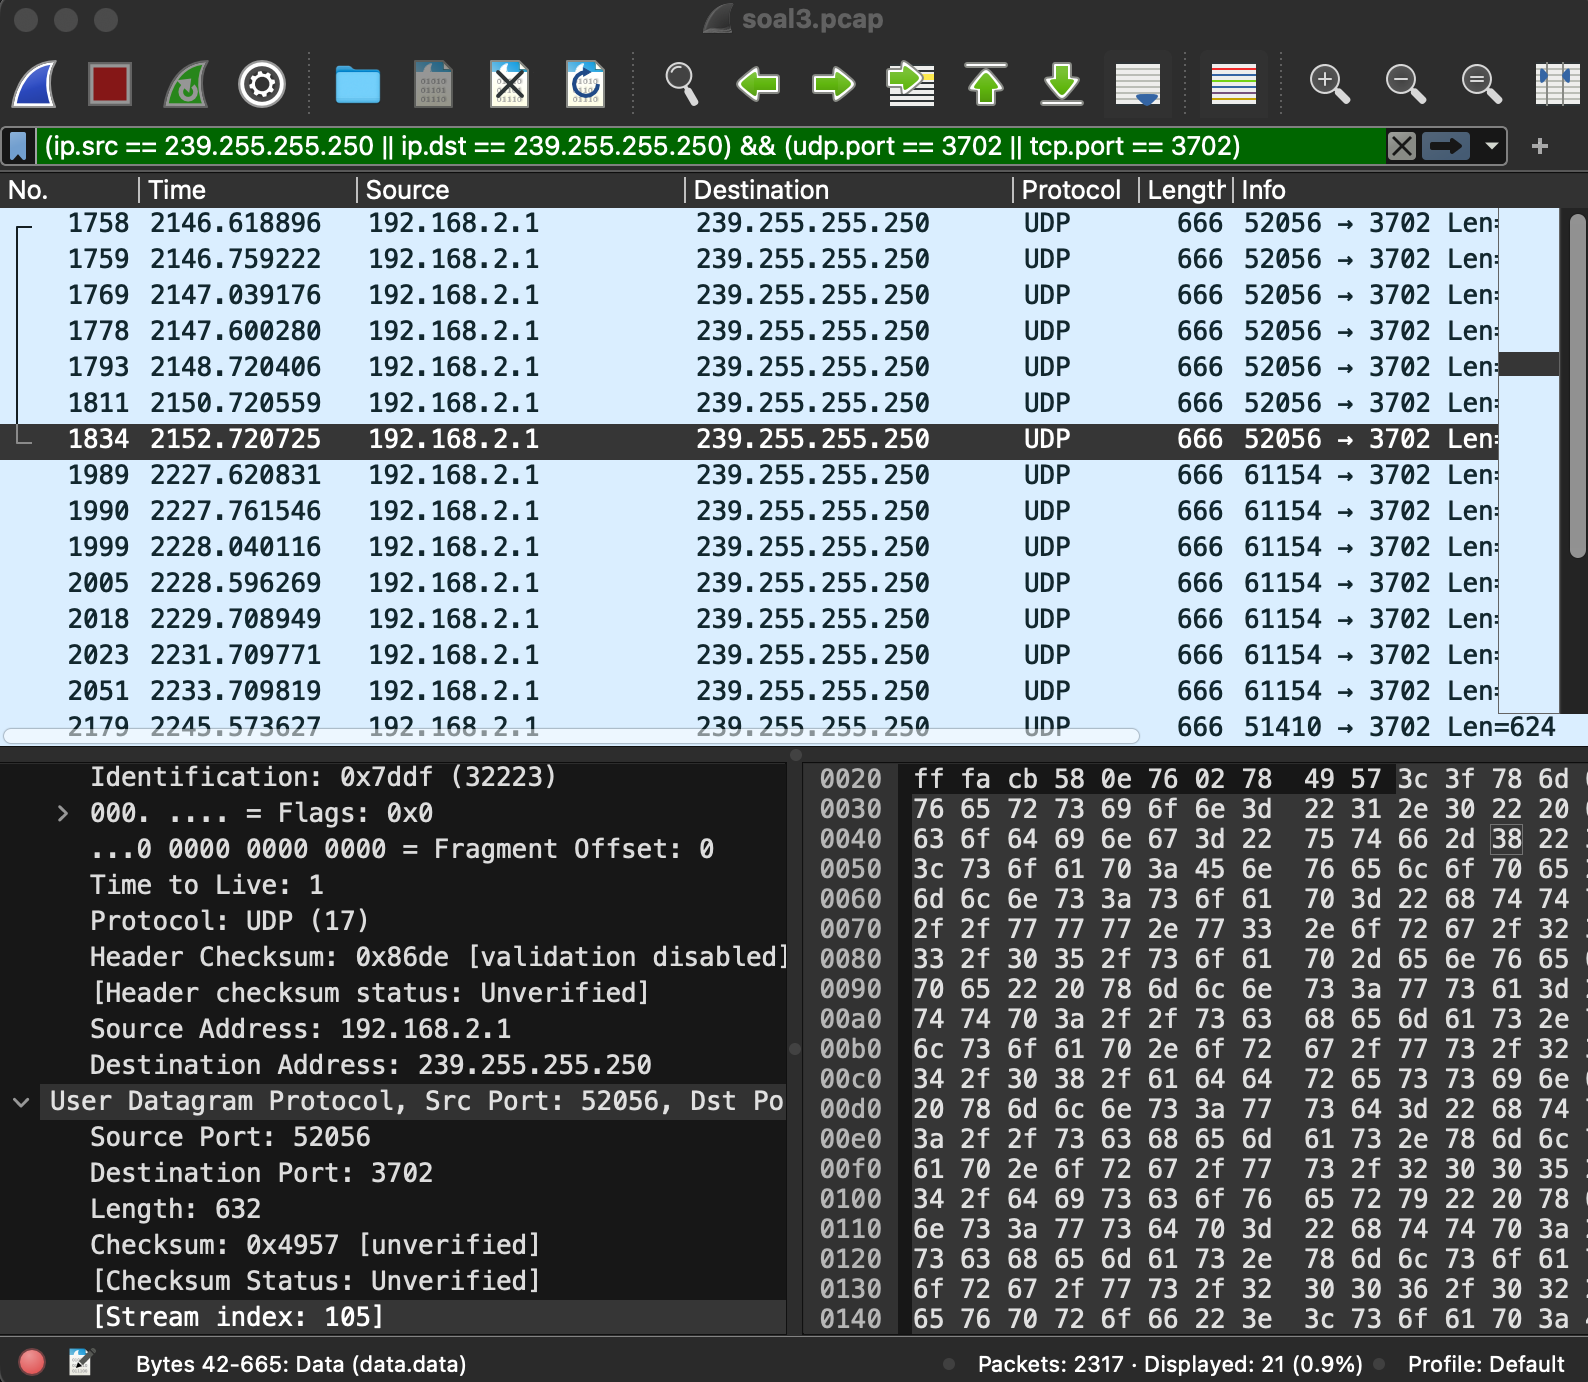 soal3.pcap
(ip.src == 239.255.255.250 || ip.dst == 239.255.255.250) && (udp.port == 3702 || tcp.port == 3702)
No. Time Source Destination Protocol Length Info
1758 2146.618896 192.168.2.1 239.255.255.250 UDP 666 52056 → 3702 Len=
1759 2146.759222 192.168.2.1 239.255.255.250 UDP 666 52056 → 3702 Len=
1769 2147.039176 192.168.2.1 239.255.255.250 UDP 666 52056 → 3702 Len=
1778 2147.600280 192.168.2.1 239.255.255.250 UDP 666 52056 → 3702 Len=
1793 2148.720406 192.168.2.1 239.255.255.250 UDP 666 52056 → 3702 Len=
1811 2150.720559 192.168.2.1 239.255.255.250 UDP 666 52056 → 3702 Len=
1834 2152.720725 192.168.2.1 239.255.255.250 UDP 666 52056 → 3702 Len=
1989 2227.620831 192.168.2.1 239.255.255.250 UDP 666 61154 → 3702 Len=
1990 2227.761546 192.168.2.1 239.255.255.250 UDP 666 61154 → 3702 Len=
1999 2228.040116 192.168.2.1 239.255.255.250 UDP 666 61154 → 3702 Len=
2005 2228.596269 192.168.2.1 239.255.255.250 UDP 666 61154 → 3702 Len=
2018 2229.708949 192.168.2.1 239.255.255.250 UDP 666 61154 → 3702 Len=
2023 2231.709771 192.168.2.1 239.255.255.250 UDP 666 61154 → 3702 Len=
2051 2233.709819 192.168.2.1 239.255.255.250 UDP 666 61154 → 3702 Len=
2179 2245.573627 192.168.2.1 239.255.255.250 UDP 666 51410 → 3702 Len=624
Identification: 0x7ddf (32223)
000. .... = Flags: 0x0
...0 0000 0000 0000 = Fragment Offset: 0
Time to Live: 1
Protocol: UDP (17)
Header Checksum: 0x86de [validation disabled]
[Header checksum status: Unverified]
Source Address: 192.168.2.1
Destination Address: 239.255.255.250
User Datagram Protocol, Src Port: 52056, Dst Po
Source Port: 52056
Destination Port: 3702
Length: 632
Checksum: 0x4957 [unverified]
[Checksum Status: Unverified]
[Stream index: 105]
0020 ff fa cb 58 0e 76 02 78 49 57 3c 3f 78 6d
0030 76 65 72 73 69 6f 6e 3d 22 31 2e 30 22 20
0040 63 6f 64 69 6e 67 3d 22 75 74 66 2d 38 22
0050 3c 73 6f 61 70 3a 45 6e 76 65 6c 6f 70 65
0060 6d 6c 6e 73 3a 73 6f 61 70 3d 22 68 74 74
0070 2f 2f 77 77 77 2e 77 33 2e 6f 72 67 2f 32
0080 33 2f 30 35 2f 73 6f 61 70 2d 65 6e 76 65
0090 70 65 22 20 78 6d 6c 6e 73 3a 77 73 61 3d
00a0 74 74 70 3a 2f 2f 73 63 68 65 6d 61 73 2e
00b0 6c 73 6f 61 70 2e 6f 72 67 2f 77 73 2f 32
00c0 34 2f 30 38 2f 61 64 64 72 65 73 73 69 6e
00d0 20 78 6d 6c 6e 73 3a 77 73 64 3d 22 68 74
00e0 3a 2f 2f 73 63 68 65 6d 61 73 2e 78 6d 6c
00f0 61 70 2e 6f 72 67 2f 77 73 2f 32 30 30 35
0100 34 2f 64 69 73 63 6f 76 65 72 79 22 20 78
0110 6e 73 3a 77 73 64 70 3d 22 68 74 74 70 3a
0120 73 63 68 65 6d 61 73 2e 78 6d 6c 73 6f 61
0130 6f 72 67 2f 77 73 2f 32 30 30 36 2f 30 32
0140 65 76 70 72 6f 66 22 3e 3c 73 6f 61 70 3a
Bytes 42-665: Data (data.data) Packets: 2317 · Displayed: 21 (0.9%) Profile: Default